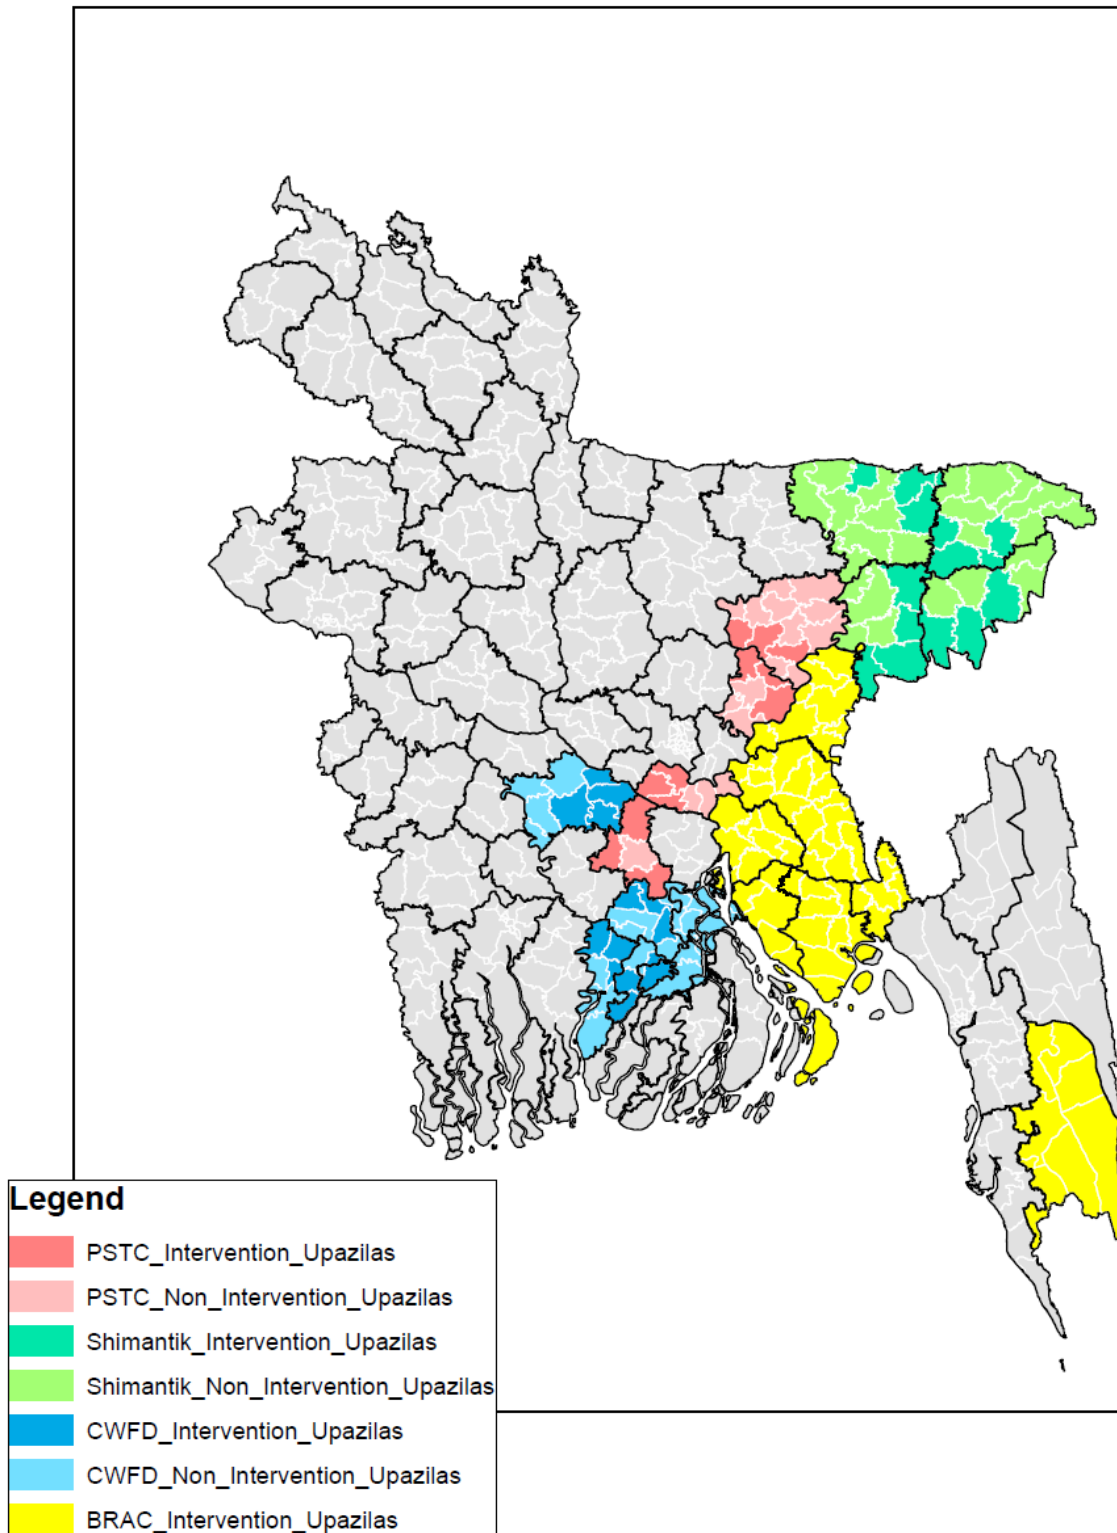 Legend
PSTC_Intervention_Upazilas
PSTC_Non_Intervention_Upazilas
Shimantik_Intervention_Upazilas
Shimantik_Non_Intervention_Upazilas
CWFD_Intervention_Upazilas
CWFD_Non_Intervention_Upazilas
BRAC_Intervention_Upazilas